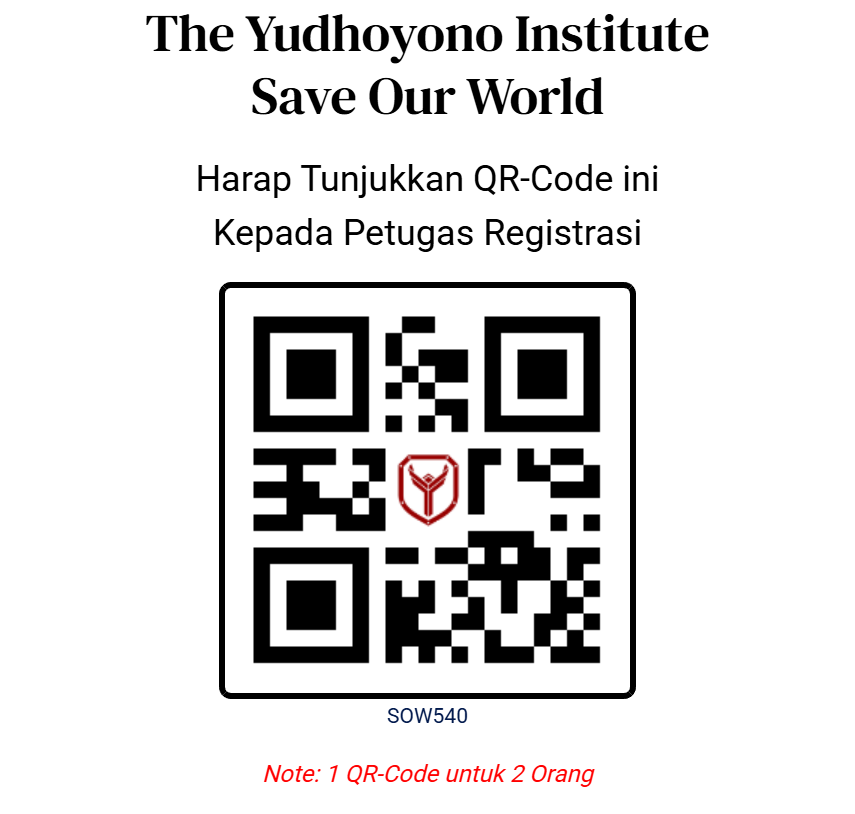 The Yudhoyono Institute
Save Our World
Harap Tunjukkan QR-Code ini
Kepada Petugas Registrasi
SOW540
Note: 1 QR-Code untuk 2 Orang